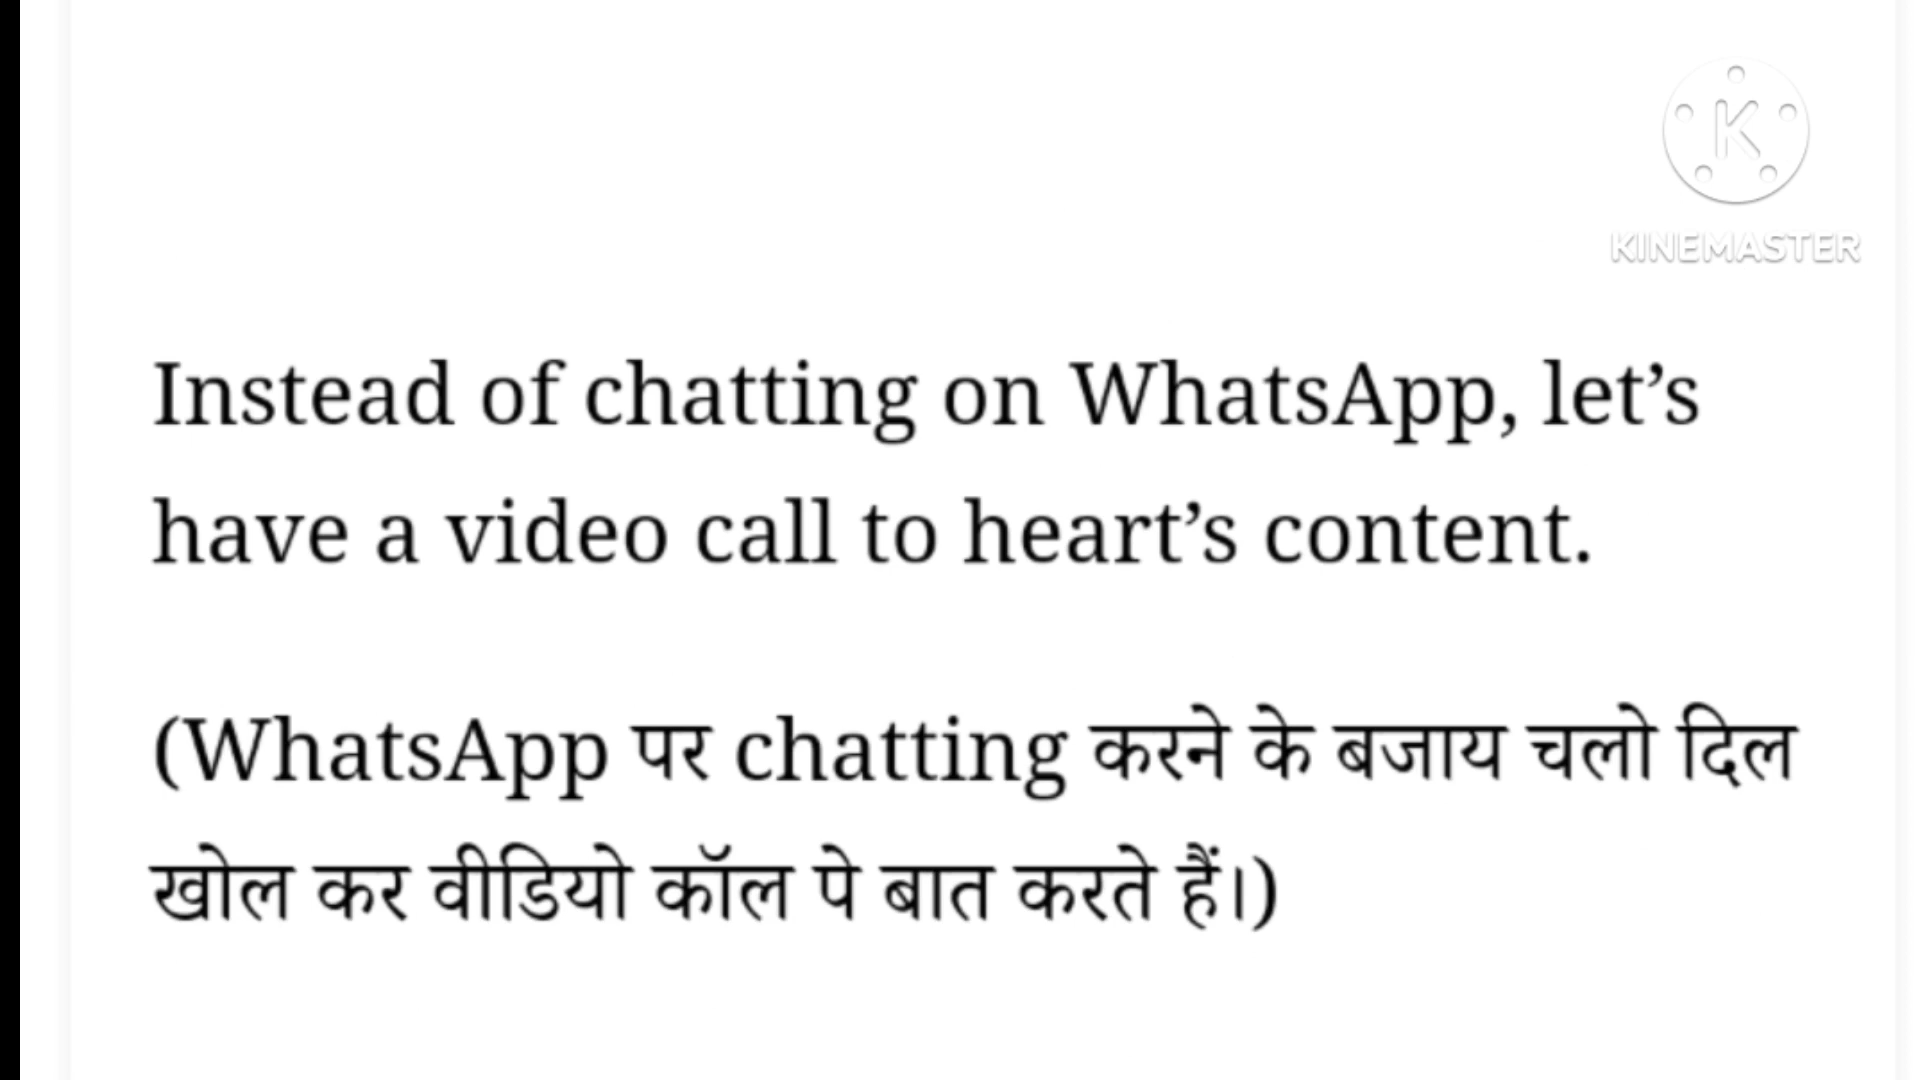 K
KINEMASTER
Instead of chatting on WhatsApp, let’s
have a video call to heart’s content.
(WhatsApp पर chatting करने के बजाय चलो दिल
खोल कर वीडियो कॉल पे बात करते हैं।)